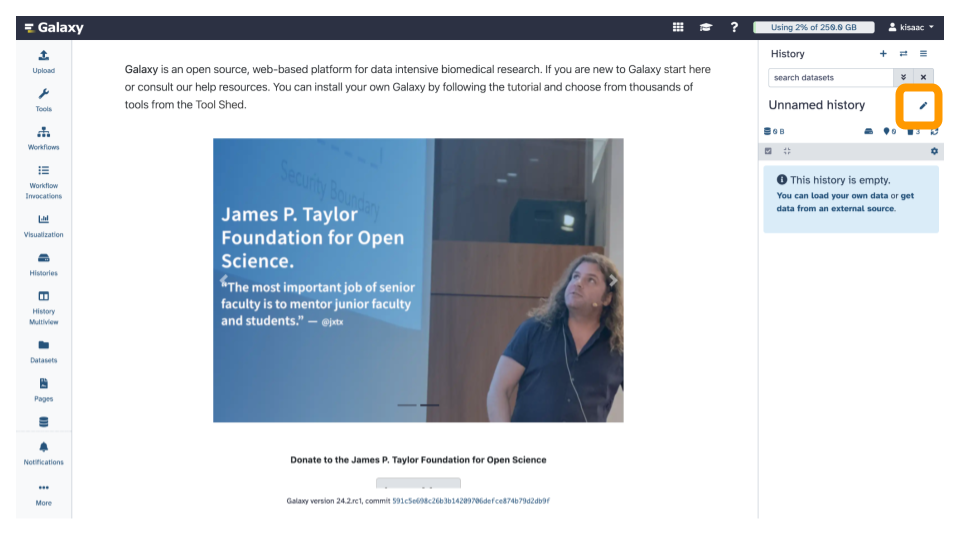 Galaxy
?
Using 2% of 250.0 GB
kisaac
Upload
Tools
Workflows
Workflow
Invocations
Visualization
Histories
History
Multiview
Datasets
Pages
Notifications
More
Galaxy is an open source, web-based platform for data intensive biomedical research. If you are new to Galaxy start here
or consult our help resources. You can install your own Galaxy by following the tutorial and choose from thousands of
tools from the Tool Shed.
Security Boundary
James P. Taylor
Foundation for Open
Science.
"The most important job of senior
faculty is to mentor junior faculty
and students." — @jxtx
Donate to the James P. Taylor Foundation for Open Science
Galaxy version 24.2.rc1, commit 591c5e698c26b3b14209706defce874b79d2db9f
History
search datasets
Unnamed history
0 B
0
3
This history is empty.
You can load your own data or get
data from an external source.